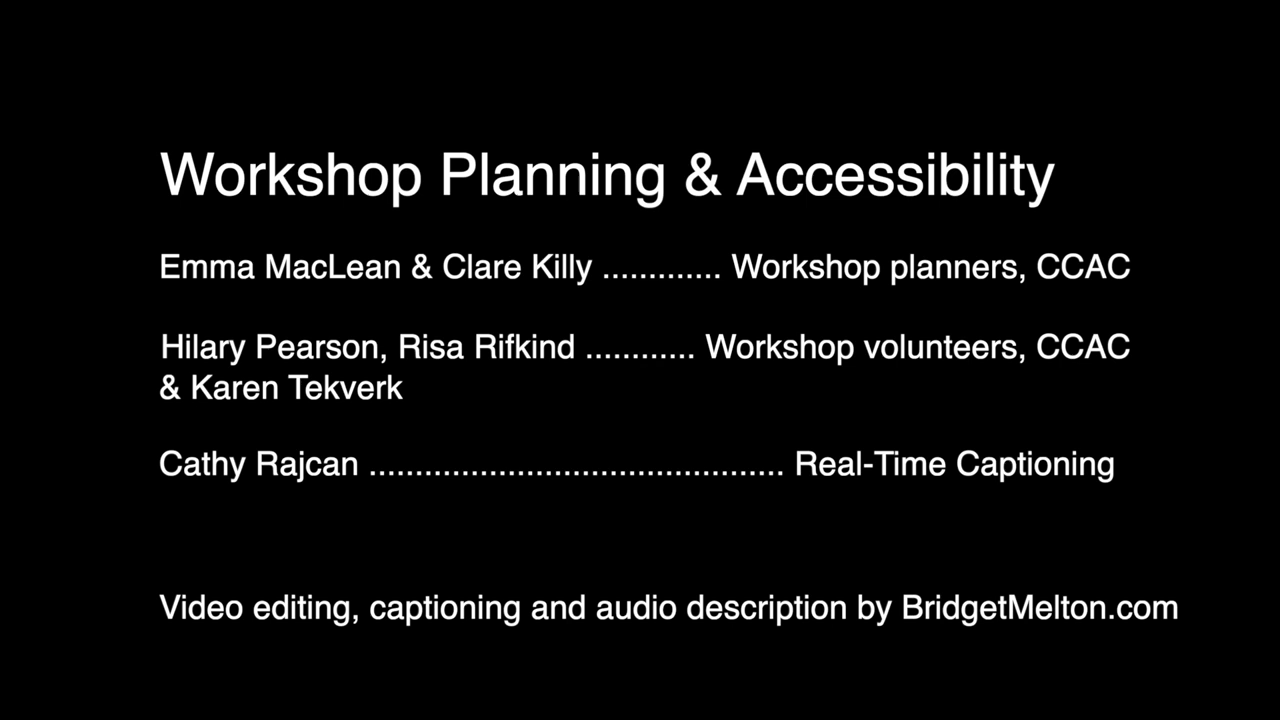 Workshop Planning & Accessibility
Emma MacLean & Clare Killy ............. Workshop planners, CCAC
Hilary Pearson, Risa Rifkind ............ Workshop volunteers, CCAC
& Karen Tekverk
Cathy Rajcan ............................................. Real-Time Captioning
Video editing, captioning and audio description by BridgetMelton.com